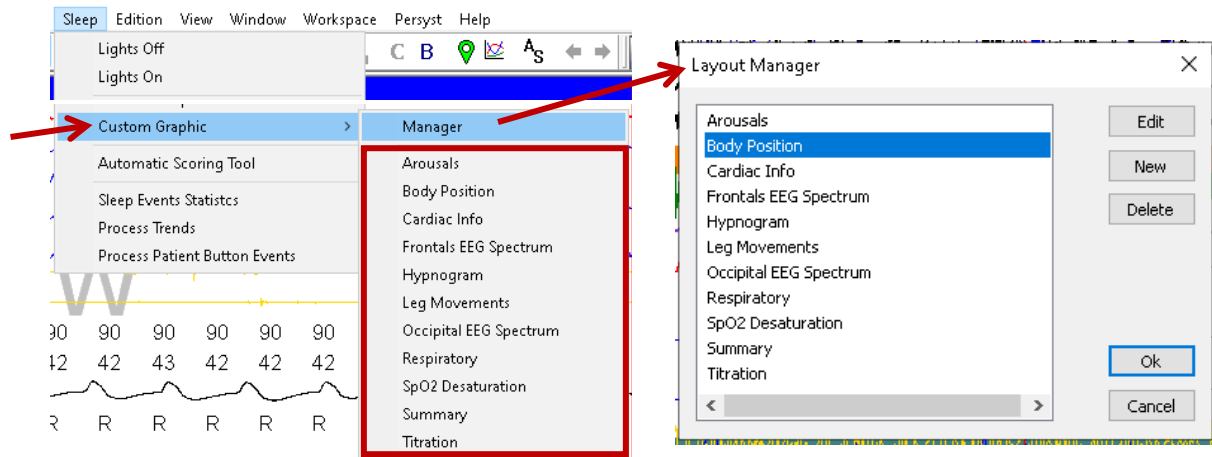 Sleep Edition View Window Workspace Persyst Help
Lights Off
C B AS
Lights On
Custom Graphic > Manager
Automatic Scoring Tool
Sleep Events Statistcs
Process Trends
Process Patient Button Events
Arousals
Body Position
Cardiac Info
Frontals EEG Spectrum
Hypnogram
Leg Movements
Occipital EEG Spectrum
Respiratory
SpO2 Desaturation
Summary
Titration
W
90 90 90 90 90 90
42 42 43 42 42 42
R R R R R R
Layout Manager
Arousals
Body Position
Cardiac Info
Frontals EEG Spectrum
Hypnogram
Leg Movements
Occipital EEG Spectrum
Respiratory
SpO2 Desaturation
Summary
Titration
Edit
New
Delete
Ok
Cancel